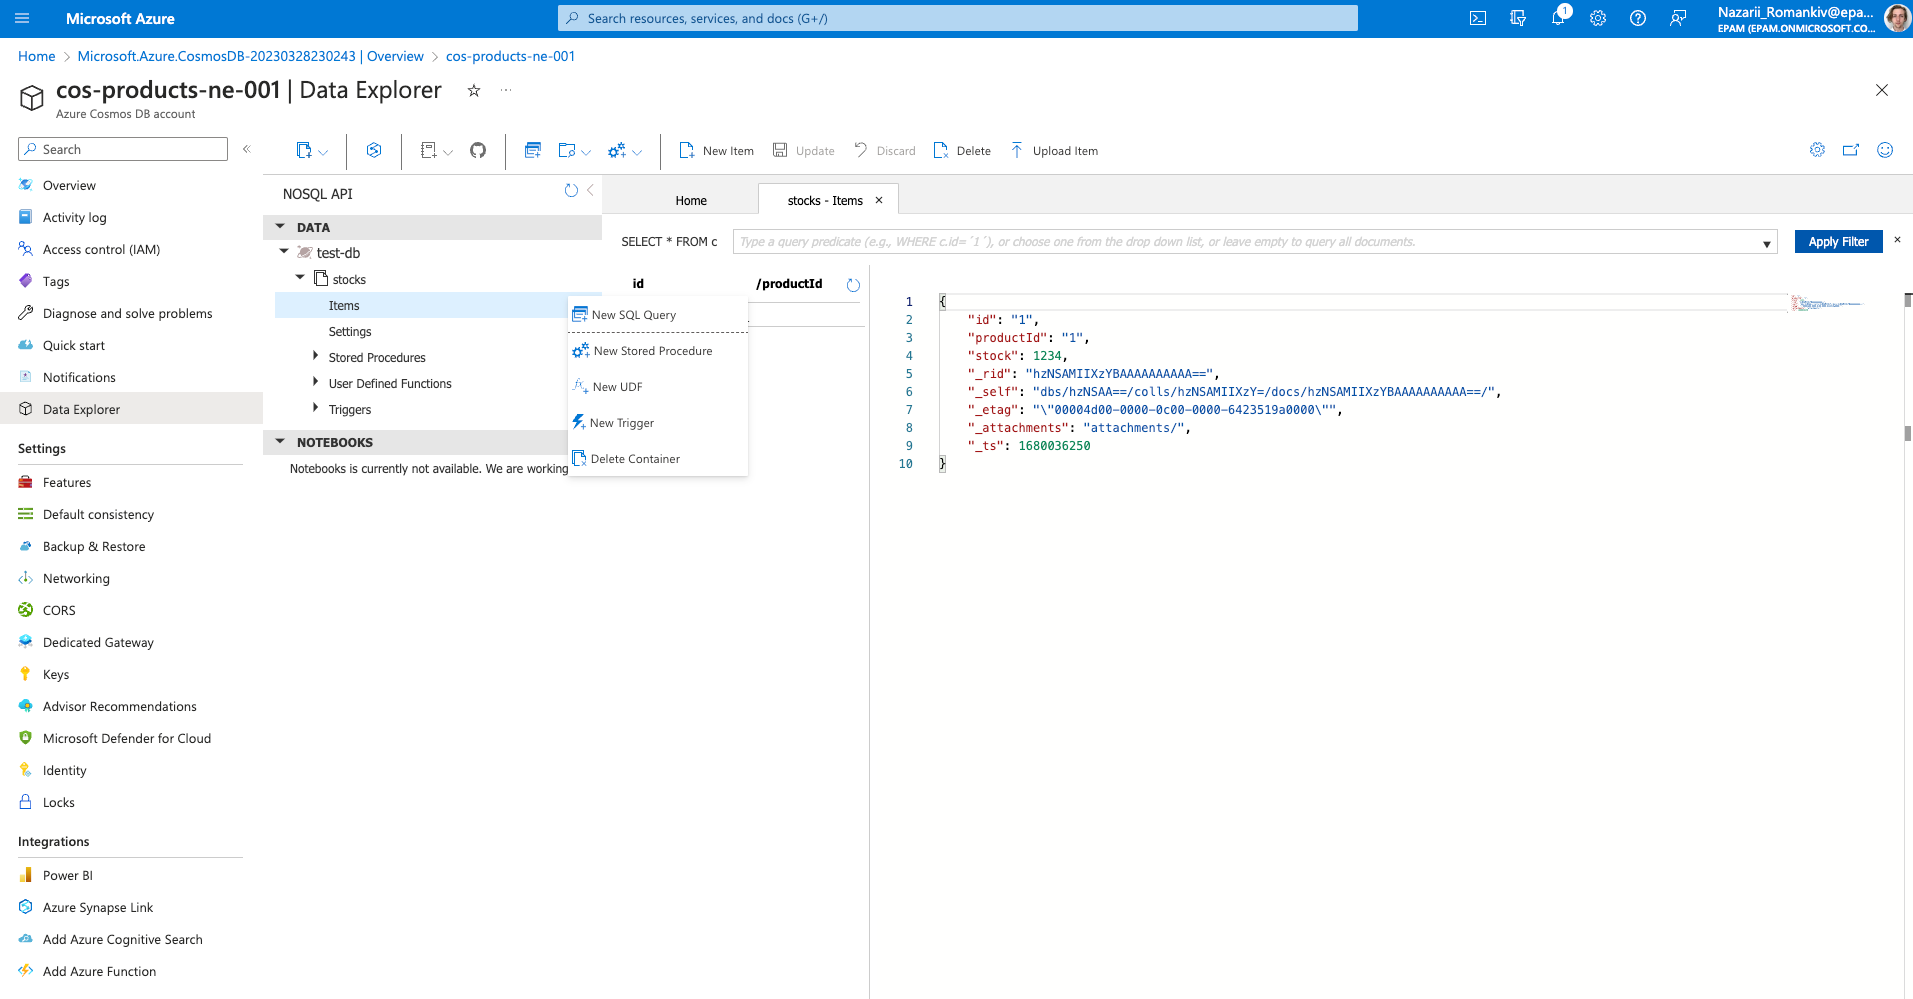 Microsoft Azure
Search resources, services, and docs (G+/)
1
Nazarii_Romankiv@epa...
EPAM (EPAM.ONMICROSOFT.CO...
Home > Microsoft.Azure.CosmosDB-20230328230243 | Overview > cos-products-ne-001
cos-products-ne-001 | Data Explorer
Azure Cosmos DB account
Search
Overview
Activity log
Access control (IAM)
Tags
Diagnose and solve problems
Quick start
Notifications
Data Explorer
Settings
Features
Default consistency
Backup & Restore
Networking
CORS
Dedicated Gateway
Keys
Advisor Recommendations
Microsoft Defender for Cloud
Identity
Locks
Integrations
Power BI
Azure Synapse Link
Add Azure Cognitive Search
Add Azure Function
New Item
Update
Discard
Delete
Upload Item
NOSQL API
DATA
test-db
stocks
Items
Settings
Stored Procedures
User Defined Functions
Triggers
NOTEBOOKS
Notebooks is currently not available. We are working
New SQL Query
New Stored Procedure
New UDF
New Trigger
Delete Container
Home
stocks - Items
SELECT * FROM c
Type a query predicate (e.g., WHERE c.id=´1´), or choose one from the drop down list, or leave empty to query all documents.
Apply Filter
id /productId
1 {
2 "id": "1",
3 "productId": "1",
4 "stock": 1234,
5 "_rid": "hzNSAMIIXzYBAAAAAAAAAA==",
6 "_self": "dbs/hzNSAA==/colls/hzNSAMIIXzY=/docs/hzNSAMIIXzYBAAAAAAAAAA==/",
7 "_etag": "\"00004d00-0000-0c00-0000-6423519a0000\"",
8 "_attachments": "attachments/",
9 "_ts": 1680036250
10 }